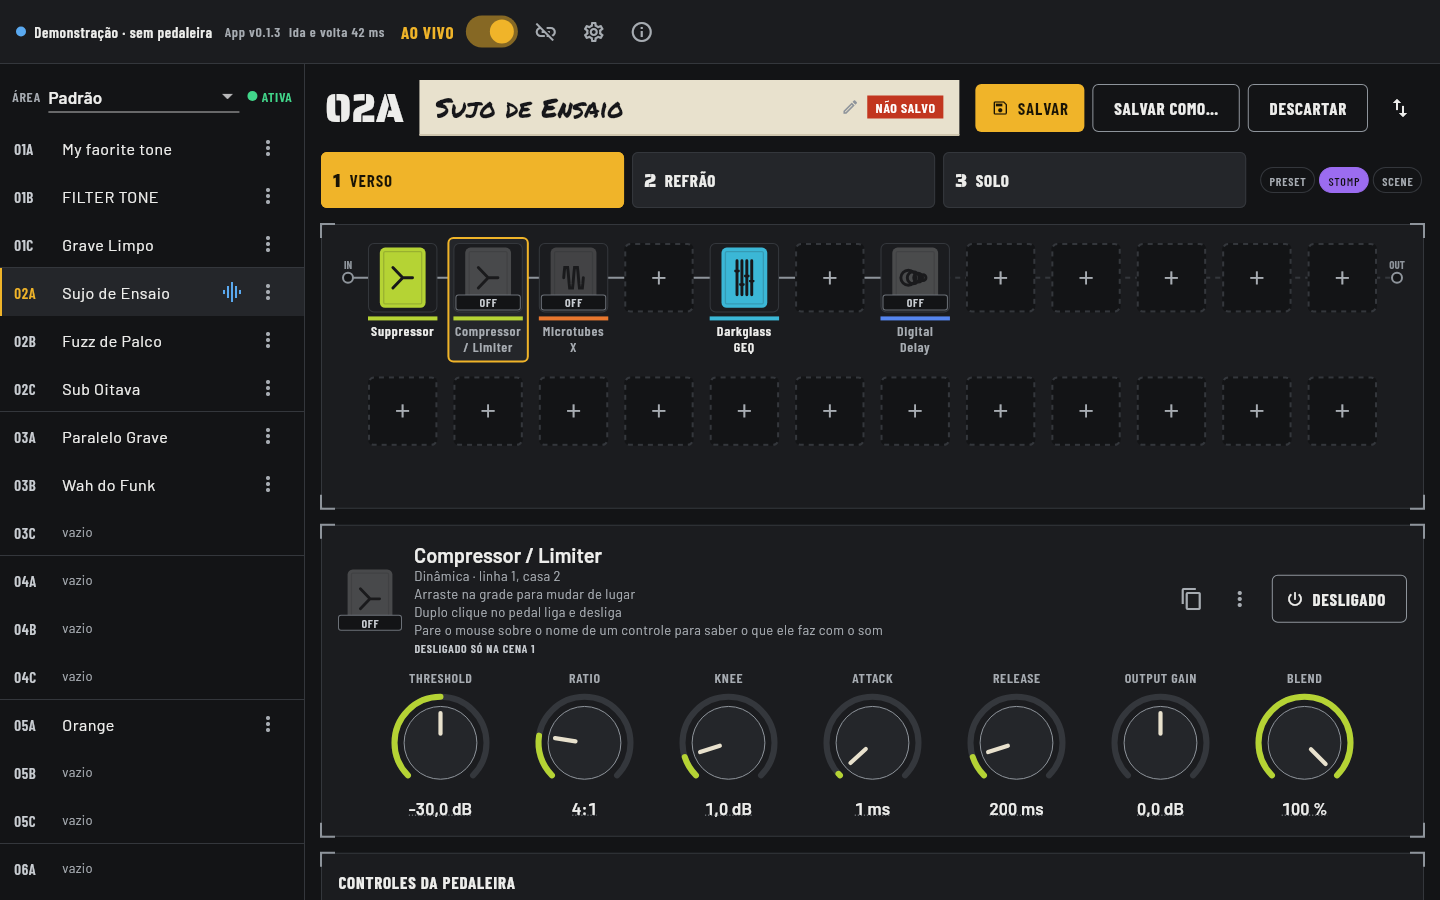 Demonstração · sem pedaleira App v0.1.3 Ida e volta 42 ms AO VIVO
ÁREA Padrão ATIVA
01A My faorite tone
01B FILTER TONE
01C Grave Limpo
02A Sujo de Ensaio
02B Fuzz de Palco
02C Sub Oitava
03A Paralelo Grave
03B Wah do Funk
03C vazio
04A vazio
04B vazio
04C vazio
05A Orange
05B vazio
05C vazio
06A vazio
02A Sujo de Ensaio NÃO SALVO SALVAR SALVAR COMO... DESCARTAR
1 VERSO 2 REFRÃO 3 SOLO PRESET STOMP SCENE
IN OUT
OFF OFF OFF
Suppressor Compressor Microtubes Darkglass Digital
/ Limiter X GEQ Delay
Compressor / Limiter
Dinâmica · linha 1, casa 2
Arraste na grade para mudar de lugar
Duplo clique no pedal liga e desliga
Pare o mouse sobre o nome de um controle para saber o que ele faz com o som
DESLIGADO SÓ NA CENA 1
OFF
DESLIGADO
THRESHOLD RATIO KNEE ATTACK RELEASE OUTPUT GAIN BLEND
-30,0 dB 4:1 1,0 dB 1 ms 200 ms 0,0 dB 100 %
CONTROLES DA PEDALEIRA